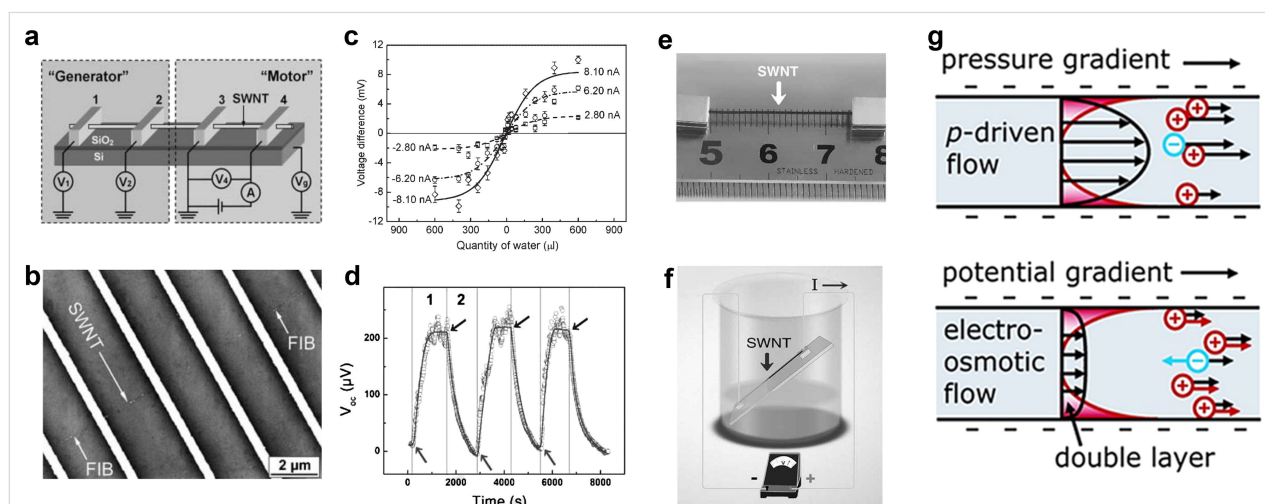 a
"Generator"
"Motor"
1
2
3
SWNT
4
SiO2
Si
V1
V2
V4
A
Vg
b
SWNT
FIB
FIB
2 μm
c
Voltage difference (mV)
12
8
4
0
-4
-8
-12
8.10 nA
6.20 nA
2.80 nA
-2.80 nA
-6.20 nA
-8.10 nA
900 600 300 0 300 600 900
Quantity of water (μl)
d
1 2
Voc (μV)
200
100
0
0 2000 4000 6000 8000
Time (s)
e
SWNT
5 6 7 8
STAINLESS HARDENED
f
I
SWNT
V
- +
g
pressure gradient
p-driven
flow
potential gradient
electro-
osmotic
flow
double layer